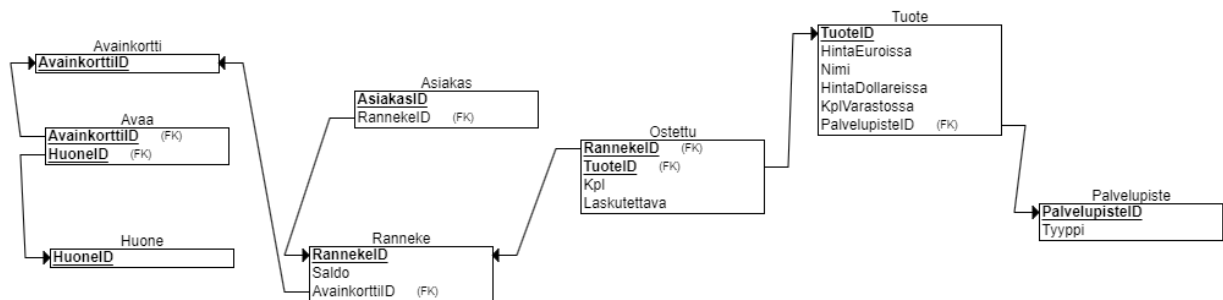 Avainkortti
AvainkorttiID
Avaa
AvainkorttiID (FK)
HuoneID (FK)
Huone
HuoneID
Asiakas
AsiakasID
RannekeID (FK)
Ranneke
RannekeID
Saldo
AvainkorttiID (FK)
Ostettu
RannekeID (FK)
TuoteID (FK)
Kpl
Laskutettava
Tuote
TuoteID
HintaEuroissa
Nimi
HintaDollareissa
KplVarastossa
PalvelupisteID (FK)
Palvelupiste
PalvelupisteID
Tyyppi